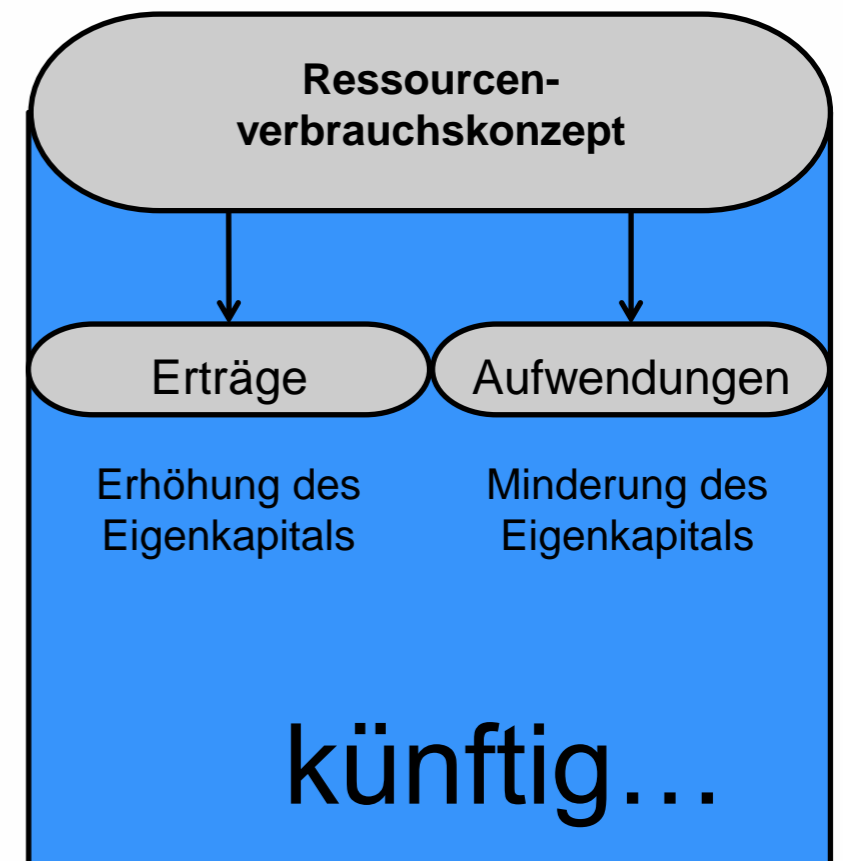 Ressourcen-
verbrauchskonzept
Erträge
Aufwendungen
Erhöhung des
Eigenkapitals
Minderung des
Eigenkapitals
künftig…